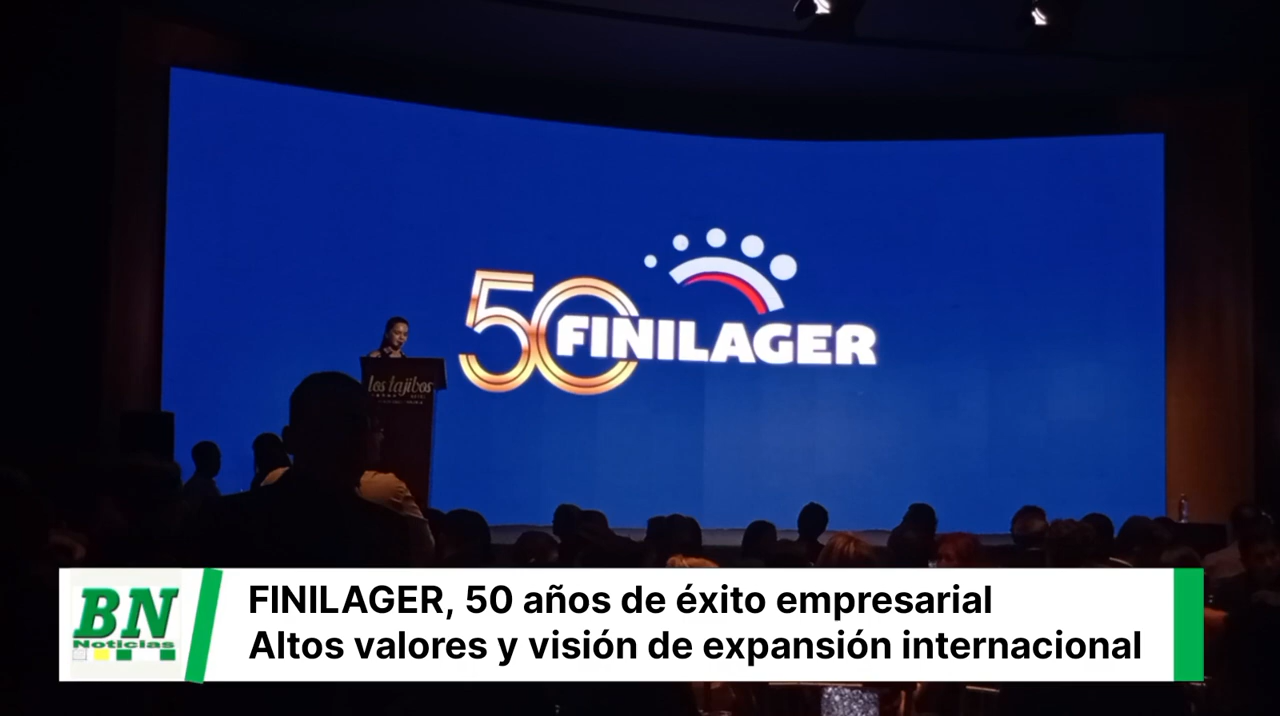 50 FINILAGER
los tajibos
BN
Noticias
FINILAGER, 50 años de éxito empresarial
Altos valores y visión de expansión internacional